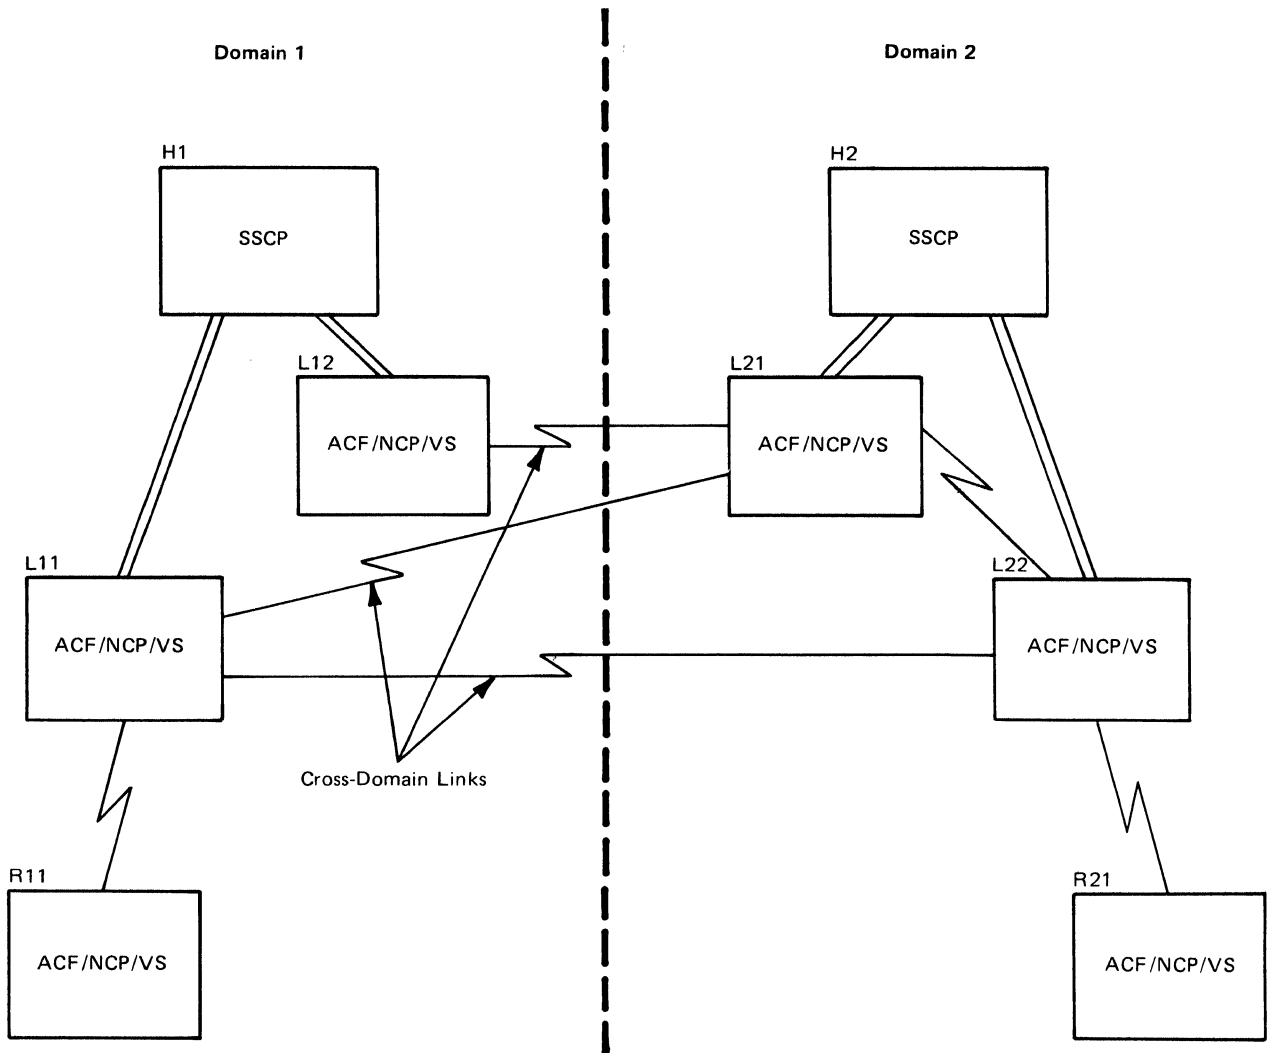 Domain 1
Domain 2
H1
SSCP
H2
SSCP
L12
ACF/NCP/VS
L21
ACF/NCP/VS
L11
ACF/NCP/VS
L22
ACF/NCP/VS
Cross-Domain Links
R11
ACF/NCP/VS
R21
ACF/NCP/VS